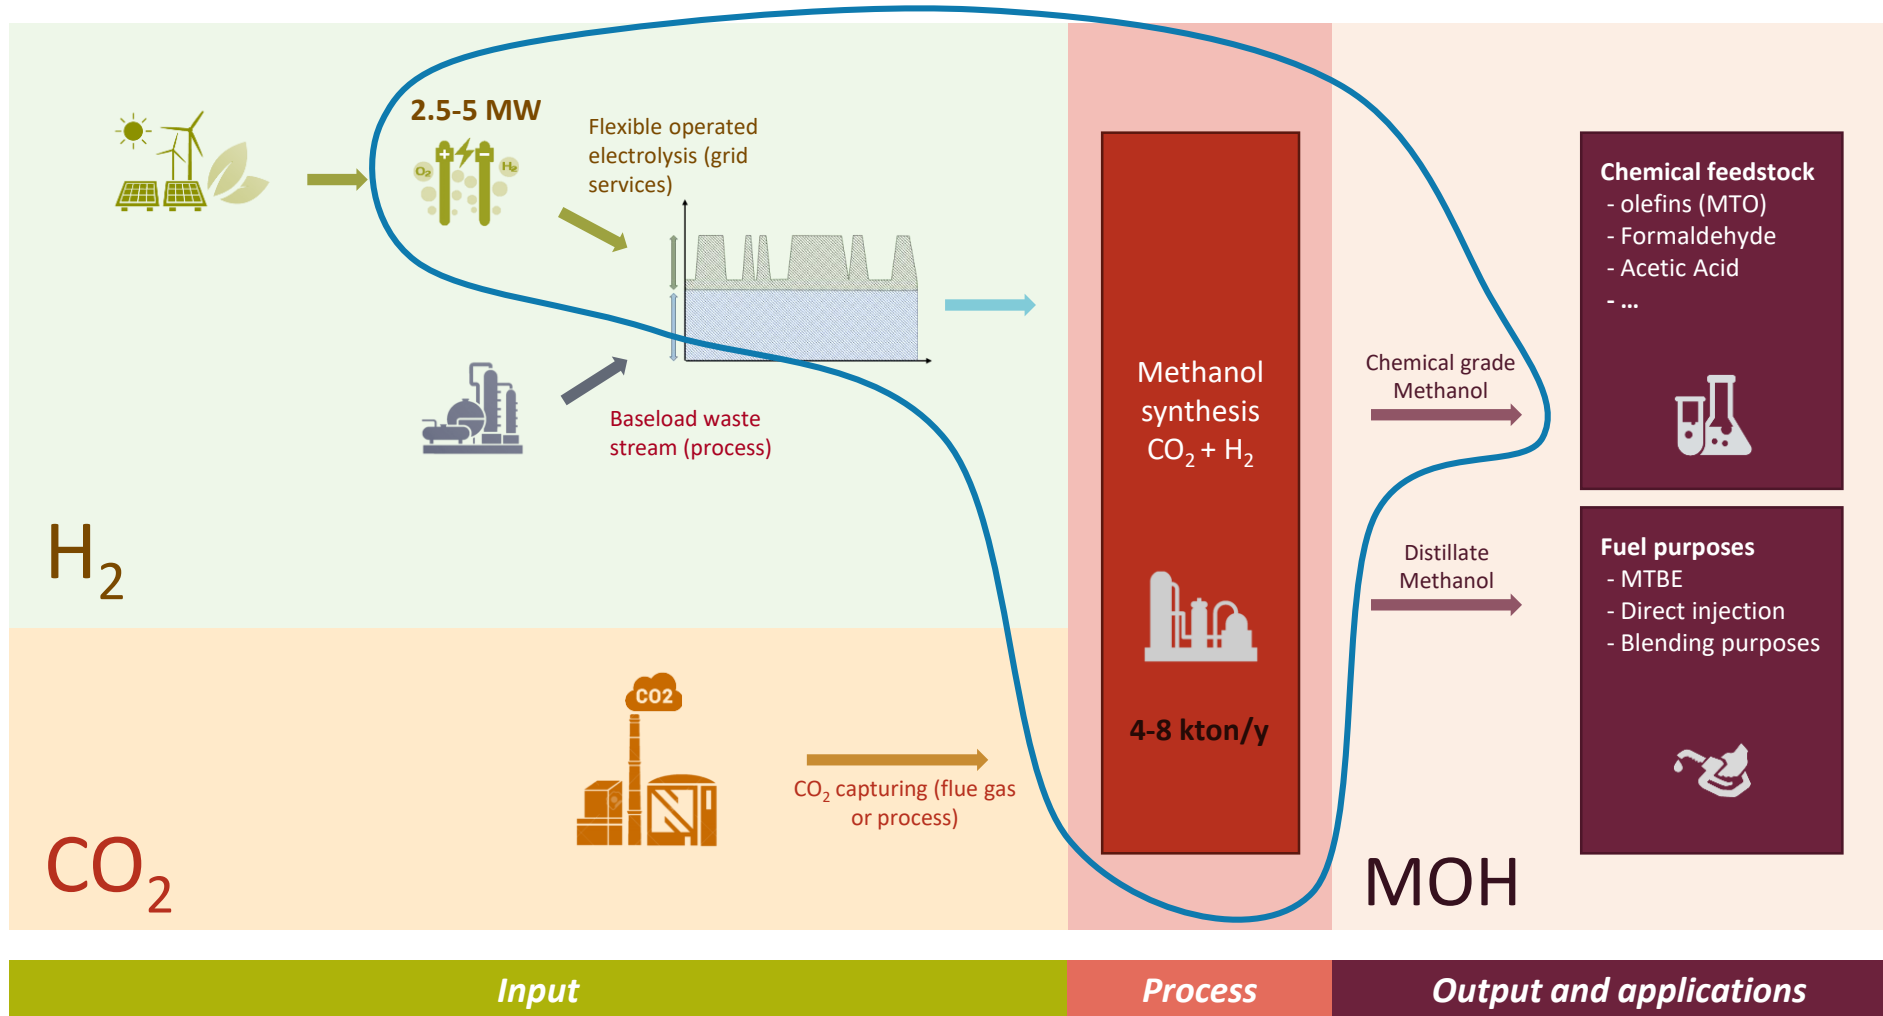 2.5-5 MW
O₂
H₂
Flexible operated
electrolysis (grid
services)
Baseload waste
stream (process)
H₂
CO2
CO₂ capturing (flue gas
or process)
CO₂
Methanol
synthesis
CO₂ + H₂
4-8 kton/y
Chemical grade
Methanol
Distillate
Methanol
MOH
Chemical feedstock
- olefins (MTO)
- Formaldehyde
- Acetic Acid
- ...
Fuel purposes
- MTBE
- Direct injection
- Blending purposes
Input
Process
Output and applications